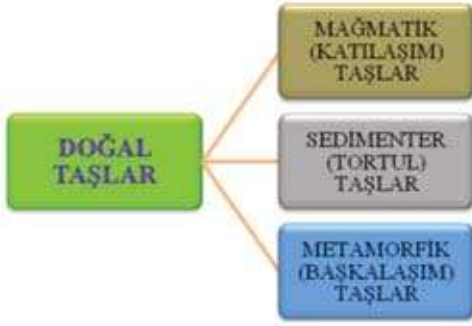 DOĞAL
TAŞLAR
MAĞMATİK
(KATILAŞIM)
TAŞLAR
SEDİMENTER
(TORTUL)
TAŞLAR
METAMORFİK
(BAŞKALAŞIM)
TAŞLAR